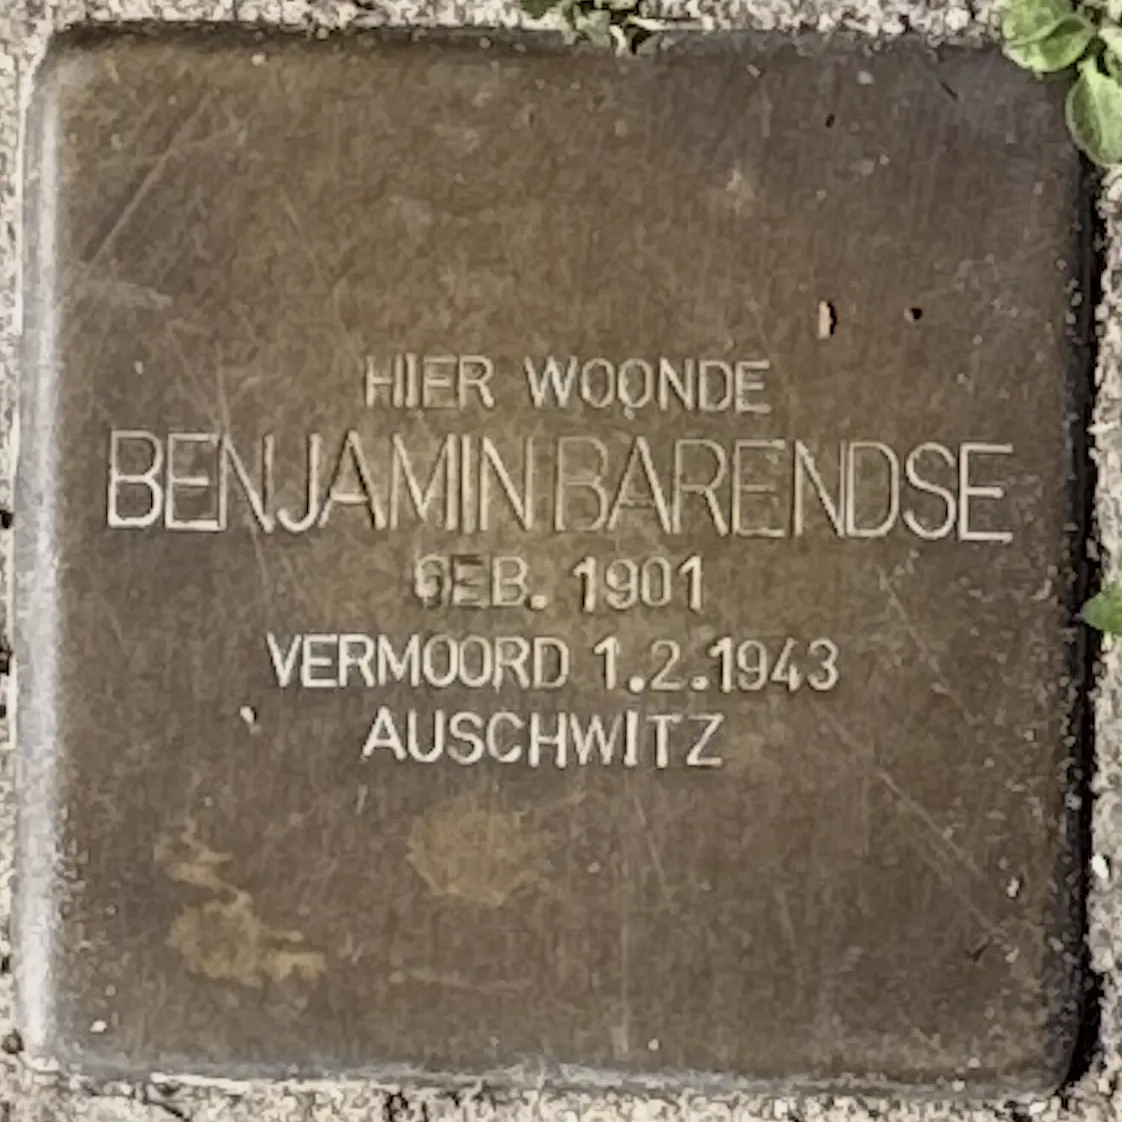 HIER WOONDE
BENJAMIN BARENDSE
GEB. 1901
VERMOORD 1.2.1943
AUSCHWITZ